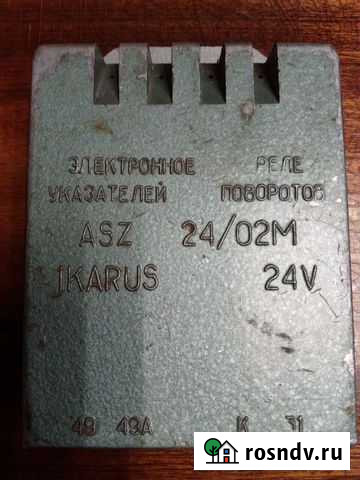 ЭЛЕКТРОННОЕ РЕЛЕ
УКАЗАТЕЛЕЙ ПОВОРОТОВ
ASZ 24/02M
IKARUS 24V
49 49A K 31
rosndv.ru